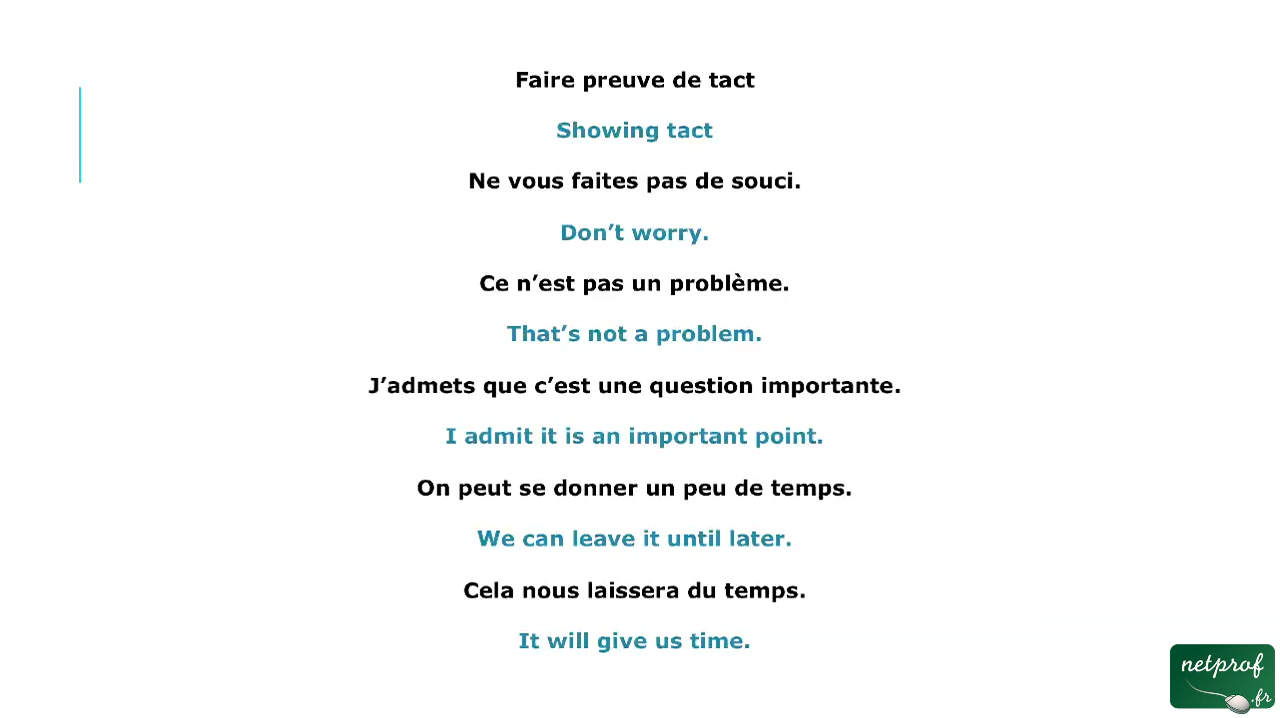 Faire preuve de tact
Showing tact
Ne vous faites pas de souci.
Don’t worry.
Ce n’est pas un problème.
That’s not a problem.
J’admets que c’est une question importante.
I admit it is an important point.
On peut se donner un peu de temps.
We can leave it until later.
Cela nous laissera du temps.
It will give us time.
netprof
.fr